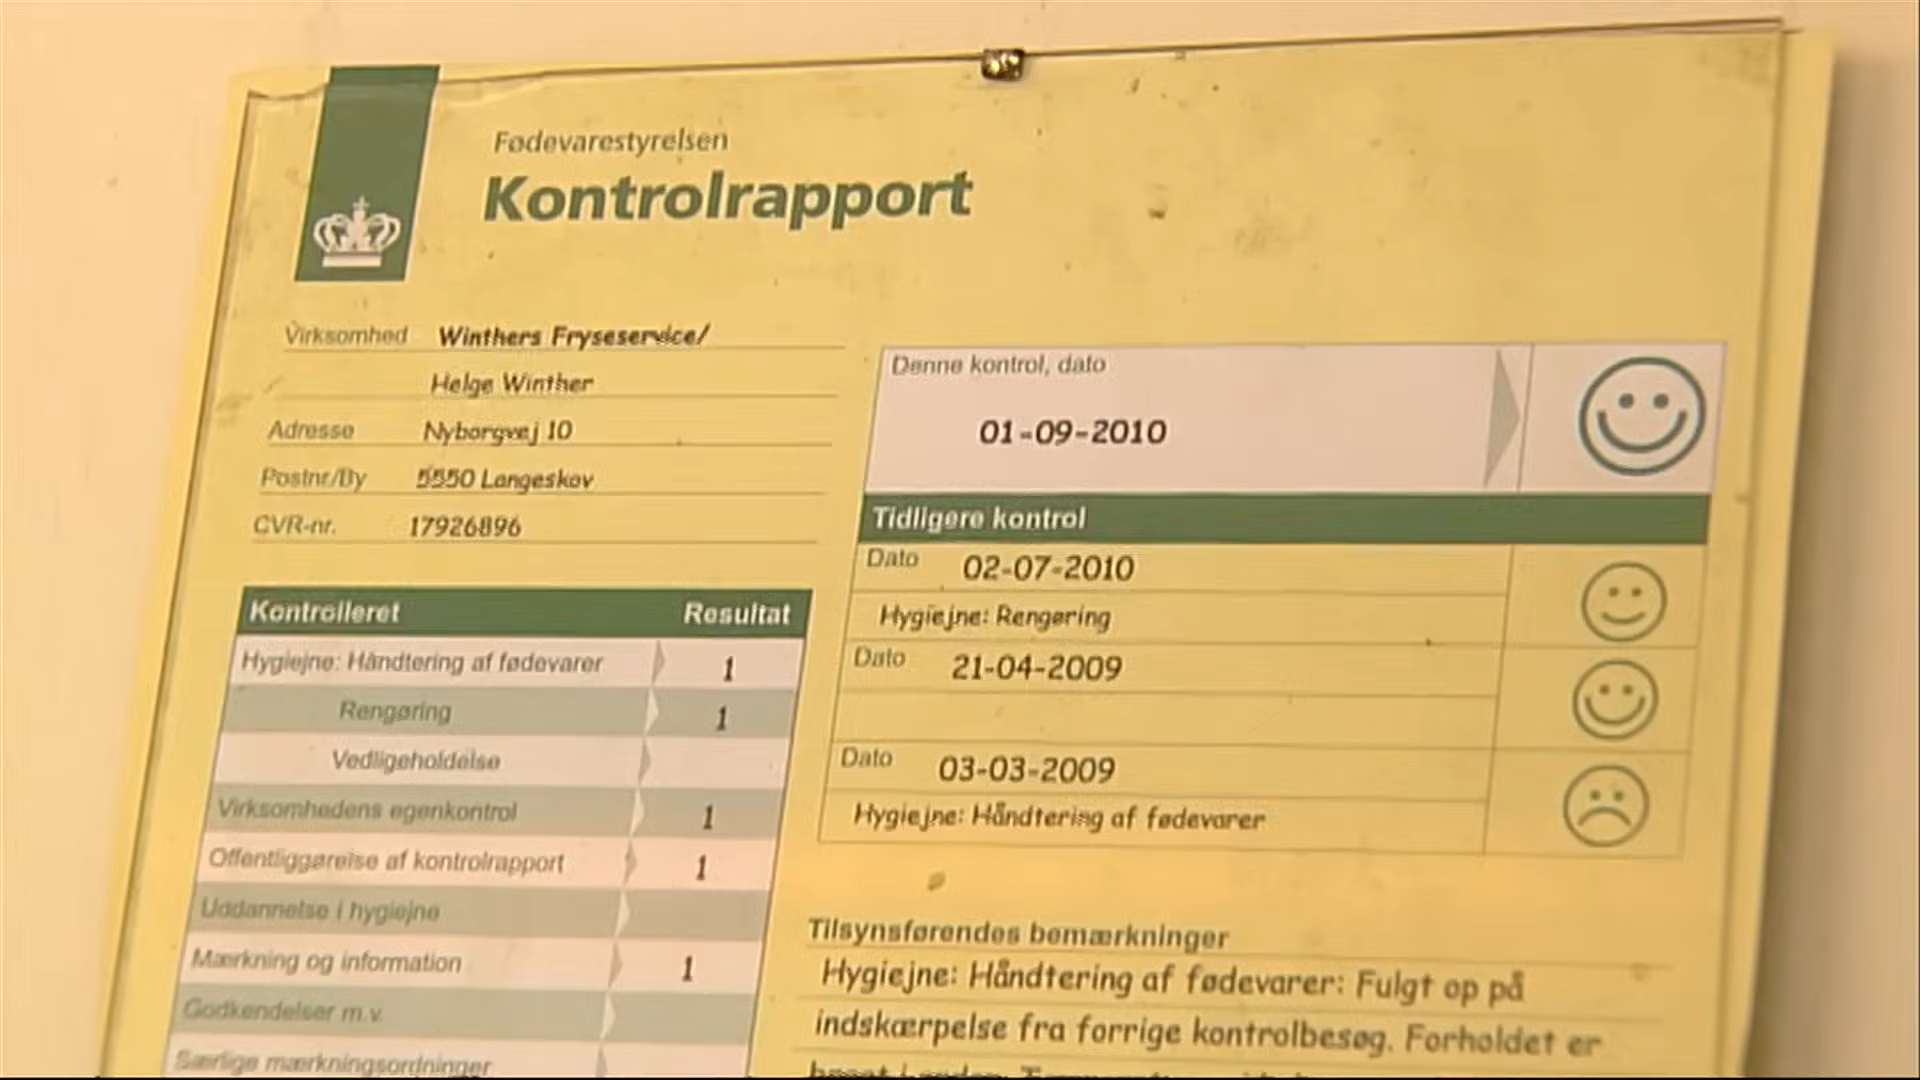 Fødevarestyrelsen
Kontrolrapport
Virksomhed Winthers Fryseservice/
Helge Winther
Adresse Nyborgvej 10
Postnr/By 5550 Langeskov
CVR-nr. 17926896
Kontrolleret Resultat
Hygiejne: Håndtering af fødevarer 1
Rengøring 1
Vedligeholdelse
Virksomhedens egenkontrol 1
Offentliggørelse af kontrolrapport 1
Uddannelse i hygiejne
Mærkning og information 1
Godkendelser m.v.
Særlige mærkningsordninger
Denne kontrol, dato
01-09-2010
Tidligere kontrol
Dato 02-07-2010
Hygiejne: Rengøring
Dato 21-04-2009
Dato 03-03-2009
Hygiejne: Håndtering af fødevarer
Tilsynsførendes bemærkninger
Hygiejne: Håndtering af fødevarer: Fulgt op på
indskærpelse fra forrige kontrolbesøg. Forholdet er